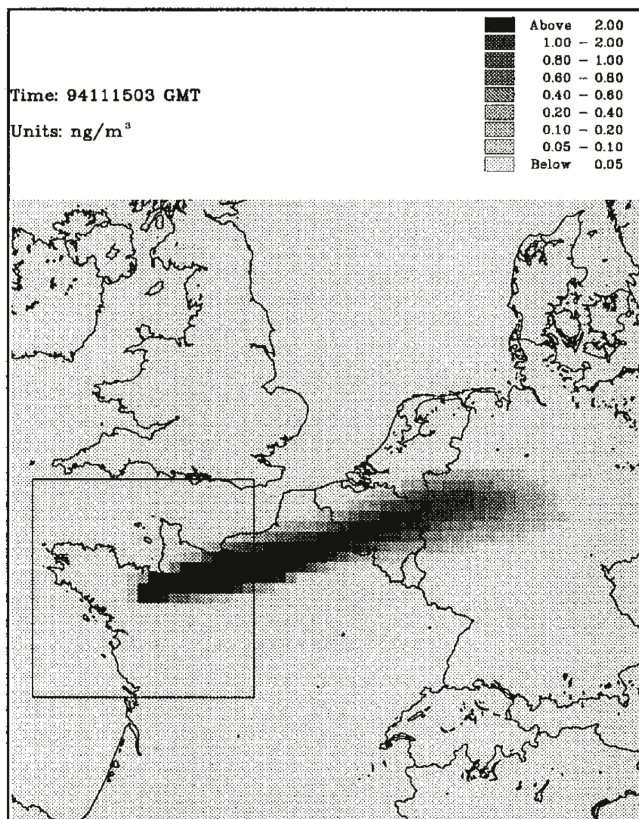 Time: 94111503 GMT
Units: ng/m³
Above 2.00
1.00 - 2.00
0.80 - 1.00
0.60 - 0.80
0.40 - 0.60
0.20 - 0.40
0.10 - 0.20
0.05 - 0.10
Below 0.05